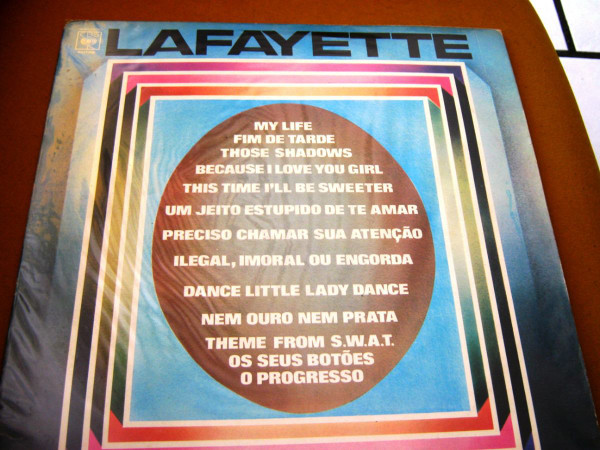 LAFAYETTE
MY LIFE
FIM DE TARDE
THOSE SHADOWS
BECAUSE I LOVE YOU GIRL
THIS TIME I'LL BE SWEETER
UM JEITO ESTUPIDO DE TE AMAR
PRECISO CHAMAR SUA ATENÇÃO
ILEGAL, IMORAL OU ENGORDA
DANCE LITTLE LADY DANCE
NEM OURO NEM PRATA
THEME FROM S.W.A.T.
OS SEUS BOTÕES
O PROGRESSO